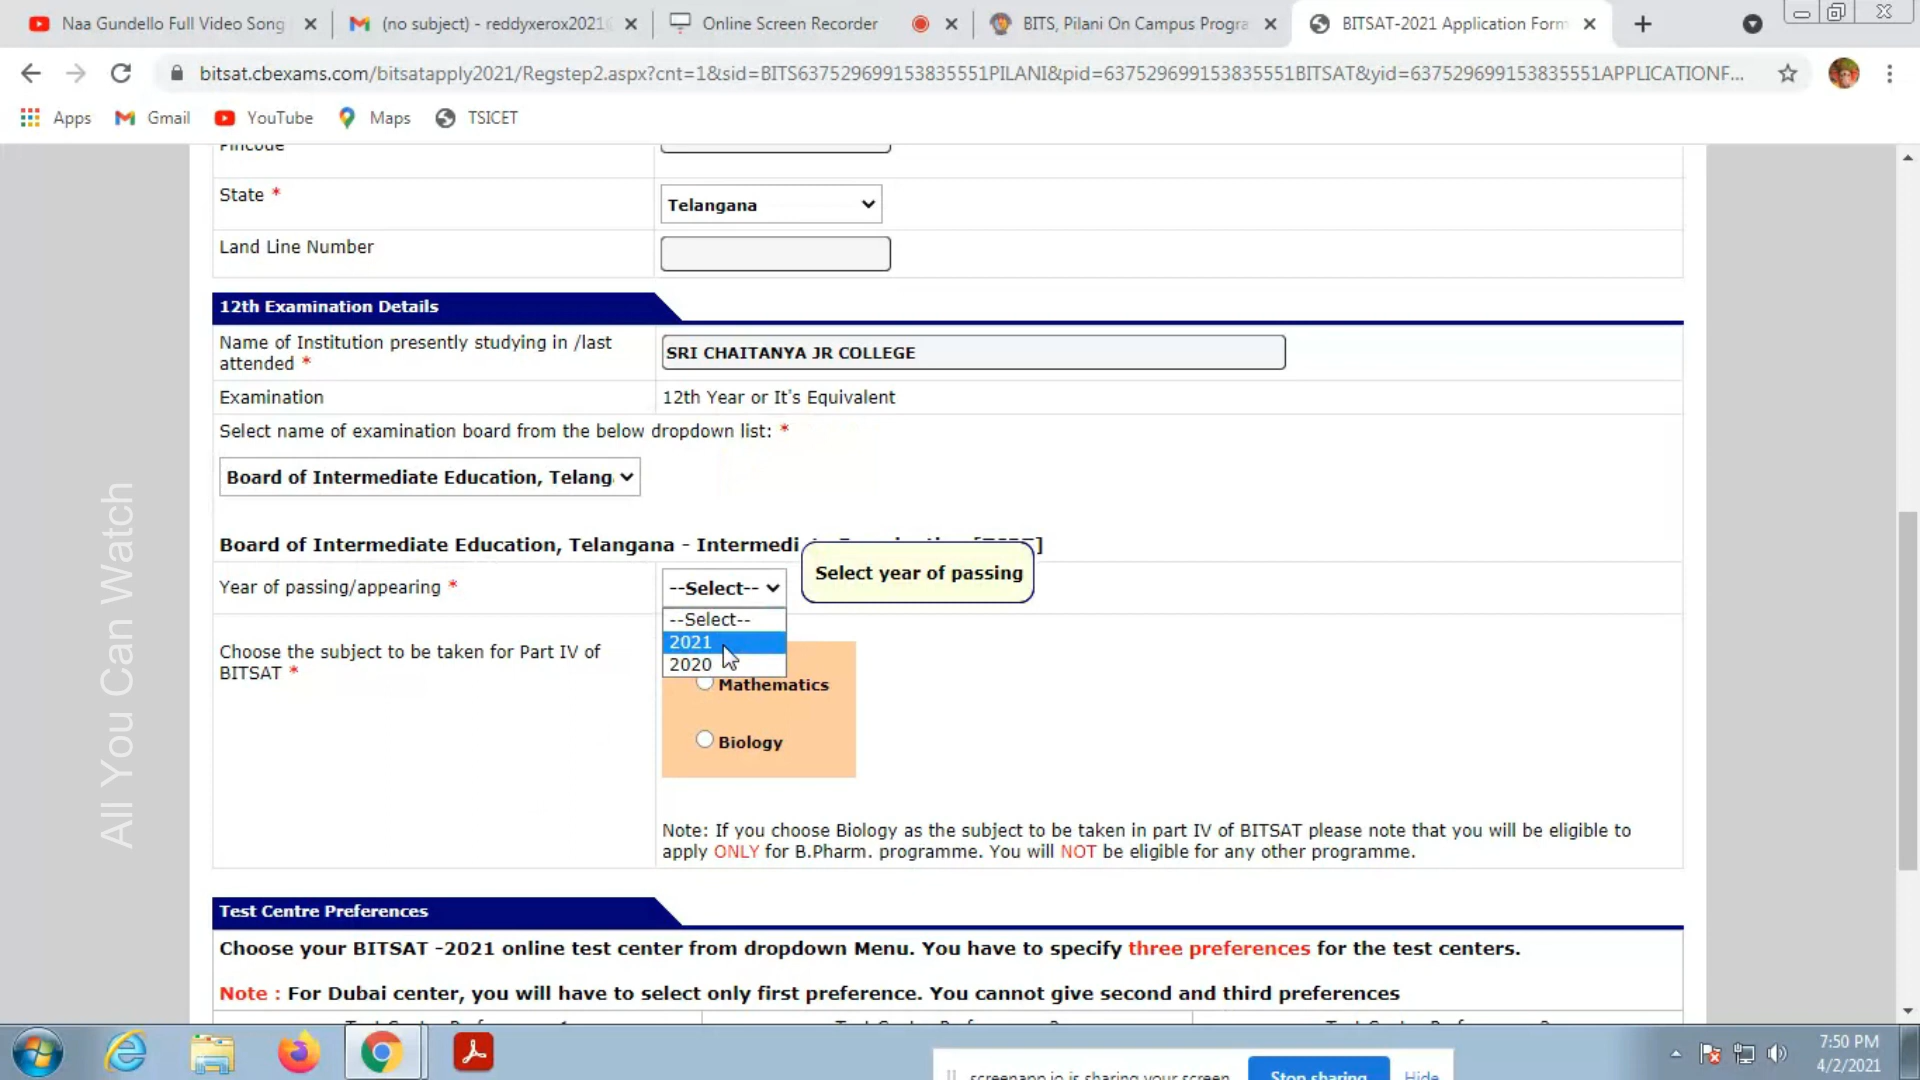 Naa Gundello Full Video Song
(no subject) - reddyxerox2021@
Online Screen Recorder
BITS, Pilani On Campus Progra
BITSAT-2021 Application Form
bitsat.cbexams.com/bitsatapply2021/Regstep2.aspx?cnt=1&sid=BITS637529699153835551PILANI&pid=637529699153835551BITSAT&yid=637529699153835551APPLICATIONF...
Apps
Gmail
YouTube
Maps
TSICET
Pincode
State *
Telangana
Land Line Number
12th Examination Details
Name of Institution presently studying in /last
attended *
SRI CHAITANYA JR COLLEGE
Examination
12th Year or It's Equivalent
Select name of examination board from the below dropdown list: *
Board of Intermediate Education, Telang
Board of Intermediate Education, Telangana - Intermedi
Select year of passing
Year of passing/appearing *
--Select--
--Select--
2021
2020
Choose the subject to be taken for Part IV of
BITSAT *
Mathematics
Biology
Note: If you choose Biology as the subject to be taken in part IV of BITSAT please note that you will be eligible to
apply ONLY for B.Pharm. programme. You will NOT be eligible for any other programme.
Test Centre Preferences
Choose your BITSAT -2021 online test center from dropdown Menu. You have to specify three preferences for the test centers.
Note : For Dubai center, you will have to select only first preference. You cannot give second and third preferences
All You Can Watch
screenapp.io is sharing your screen.
Stop sharing
Hide
7:50 PM
4/2/2021